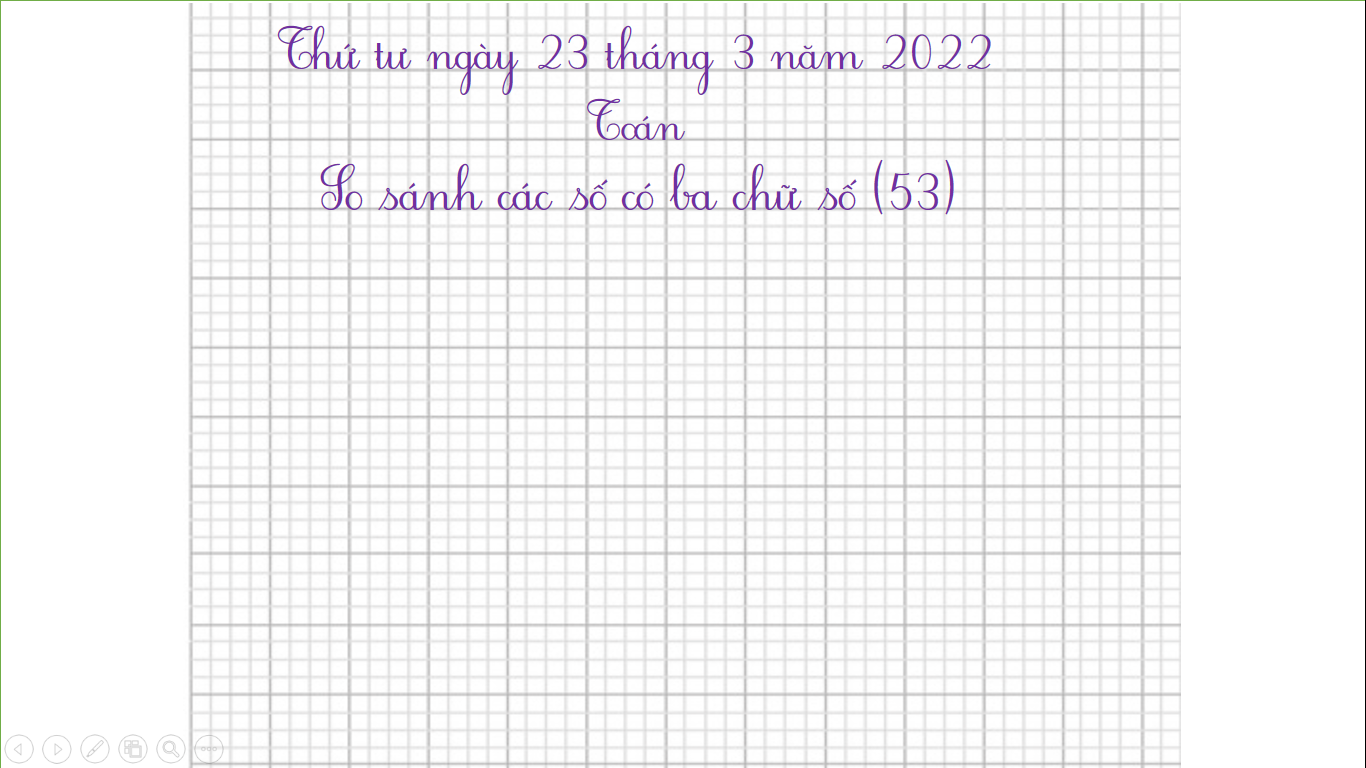 Thứ tư ngày 23 tháng 3 năm 2022
Toán
So sánh các số có ba chữ số (53)